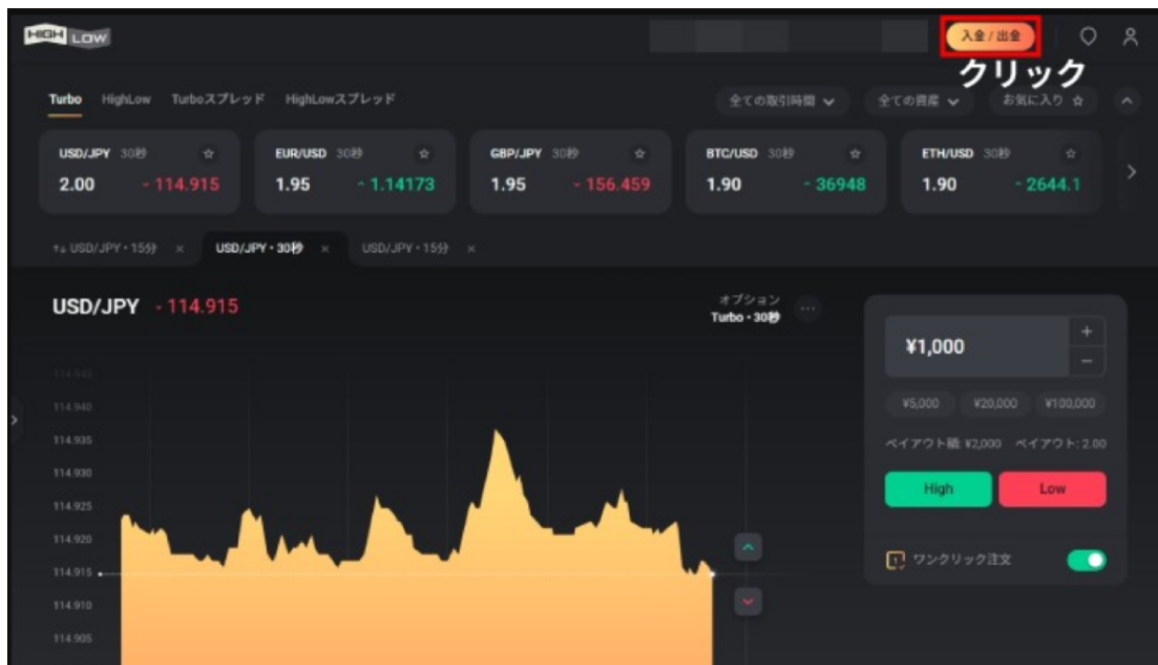 HIGH LOW
入金 / 出金
クリック
Turbo HighLow Turboスプレッド HighLowスプレッド
全ての取引時間 全ての資産 お気に入り
USD/JPY 30秒 EUR/USD 30秒 GBP/JPY 30秒 BTC/USD 30秒 ETH/USD 30秒
2.00 - 114.915 1.95 1.14173 1.95 - 156.459 1.90 - 36948 1.90 - 2644.1
↑↓ USD/JPY・15分 × USD/JPY・30秒 × USD/JPY・15分 ×
USD/JPY - 114.915
オプション
Turbo・30秒
¥1,000
+
−
¥5,000 ¥20,000 ¥100,000
ペイアウト額: ¥2,000 ペイアウト: 2.00
High Low
1 ワンクリック注文
114.945
114.940
114.935
114.930
114.925
114.920
114.915
114.910
114.905